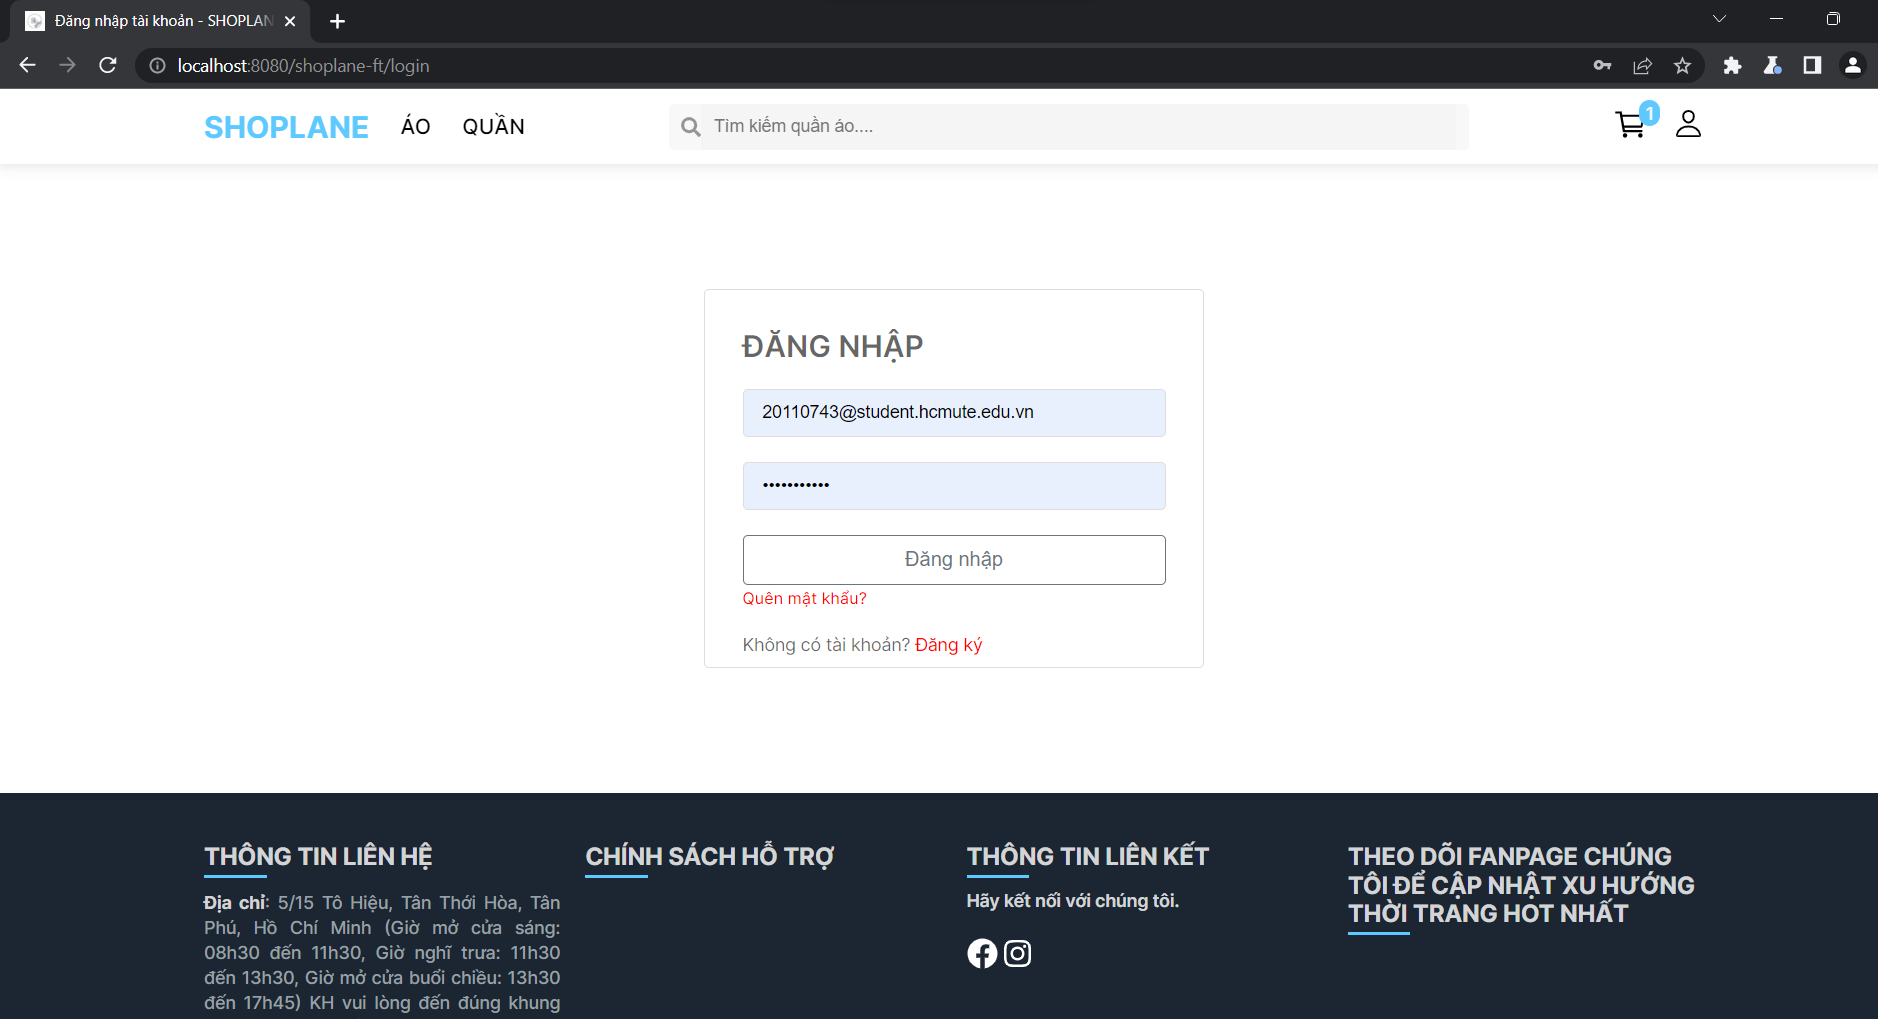 Đăng nhập tài khoản - SHOPLAN
localhost:8080/shoplane-ft/login
SHOPLANE
ÁO
QUẦN
Tìm kiếm quần áo....
1
ĐĂNG NHẬP
20110743@student.hcmute.edu.vn
•••••••••••
Đăng nhập
Quên mật khẩu?
Không có tài khoản? Đăng ký
THÔNG TIN LIÊN HỆ
Địa chỉ: 5/15 Tô Hiệu, Tân Thới Hòa, Tân
Phú, Hồ Chí Minh (Giờ mở cửa sáng:
08h30 đến 11h30, Giờ nghĩ trưa: 11h30
đến 13h30, Giờ mở cửa buổi chiều: 13h30
đến 17h45) KH vui lòng đến đúng khung
CHÍNH SÁCH HỖ TRỢ
THÔNG TIN LIÊN KẾT
Hãy kết nối với chúng tôi.
THEO DÕI FANPAGE CHÚNG
TÔI ĐỂ CẬP NHẬT XU HƯỚNG
THỜI TRANG HOT NHẤT